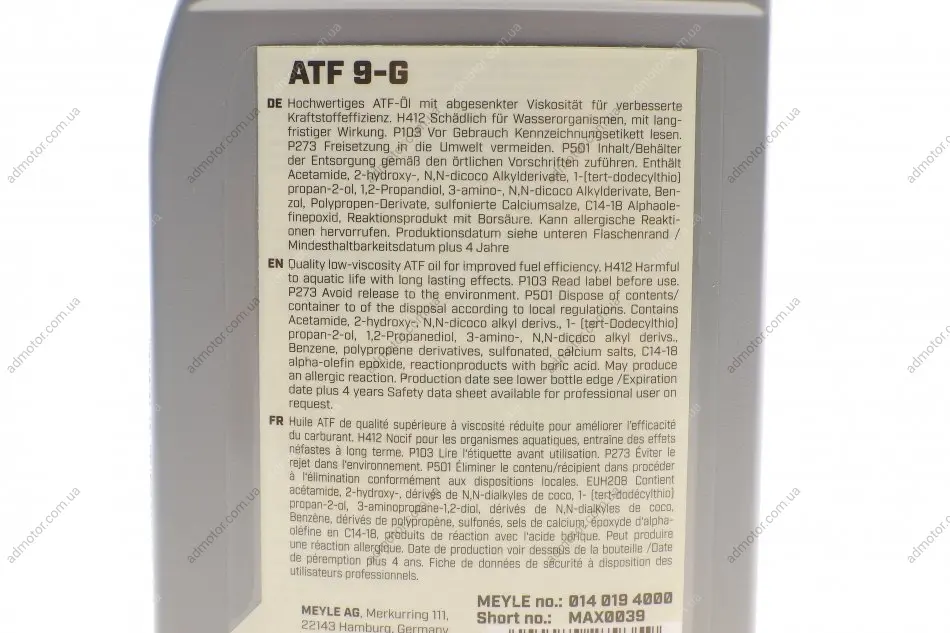 ATF 9-G
DE Hochwertiges ATF-Öl mit abgesenkter Viskosität für verbesserte
Kraftstoffeffizienz. H412 Schädlich für Wasserorganismen, mit lang-
fristiger Wirkung. P103 Vor Gebrauch Kennzeichnungsetikett lesen.
P273 Freisetzung in die Umwelt vermeiden. P501 Inhalt/Behälter
der Entsorgung gemäß den örtlichen Vorschriften zuführen. Enthält
Acetamide, 2-hydroxy-, N,N-dicoco Alkylderivate, 1-(tert-dodecylthio)
propan-2-ol, 1,2-Propandiol, 3-amino-, N,N-dicoco Alkylderivate, Ben-
zol, Polypropen-Derivate, sulfonierte Calciumsalze, C14-18 Alphaole-
finepoxid, Reaktionsprodukt mit Borsäure. Kann allergische Reakti-
onen hervorrufen. Produktionsdatum siehe unteren Flaschenrand /
Mindesthaltbarkeitsdatum plus 4 Jahre
EN Quality low-viscosity ATF oil for improved fuel efficiency. H412 Harmful
to aquatic life with long lasting effects. P103 Read label before use.
P273 Avoid release to the environment. P501 Dispose of contents/
container to of the disposal according to local regulations. Contains
Acetamide, 2-hydroxy-, N,N-dicoco alkyl derivs., 1- (tert-Dodecylthio)
propan-2-ol, 1,2-Propanediol, 3-amino-, N,N-dicoco alkyl derivs.,
Benzene, polypropene derivatives, sulfonated, calcium salts, C14-18
alpha-olefin epoxide, reactionproducts with boric acid. May produce
an allergic reaction. Production date see lower bottle edge /Expiration
date plus 4 years Safety data sheet available for professional user on
request.
FR Huile ATF de qualité supérieure à viscosité réduite pour améliorer l'efficacité
du carburant. H412 Nocif pour les organismes aquatiques, entraîne des effets
néfastes à long terme. P103 Lire l'étiquette avant utilisation. P273 Éviter le
rejet dans l'environnement. P501 Éliminer le contenu/récipient dans procéder
à l'élimination conformément aux dispositions locales. EUH208 Contient
acétamide, 2-hydroxy-, dérivés de N,N-dialkyles de coco, 1- (tert-dodécylthio)
propan-2-ol, 3-aminopropane-1,2-diol, dérivés de N,N-dialkyles de coco,
Benzène, dérivés de polypropène, sulfonés, sels de calcium, époxyde d'alpha-
oléfine en C14-18, produits de réaction avec l'acide borique. Peut produire
une réaction allergique. Date de production voir dessous de la bouteille /Date
de péremption plus 4 ans. Fiche de données de sécurité à disposition des
utilisateurs professionnels.
MEYLE AG, Merkurring 111,
22143 Hamburg, Germany
MEYLE no.: 014 019 4000
Short no.: MAX0039
admotor.com.ua